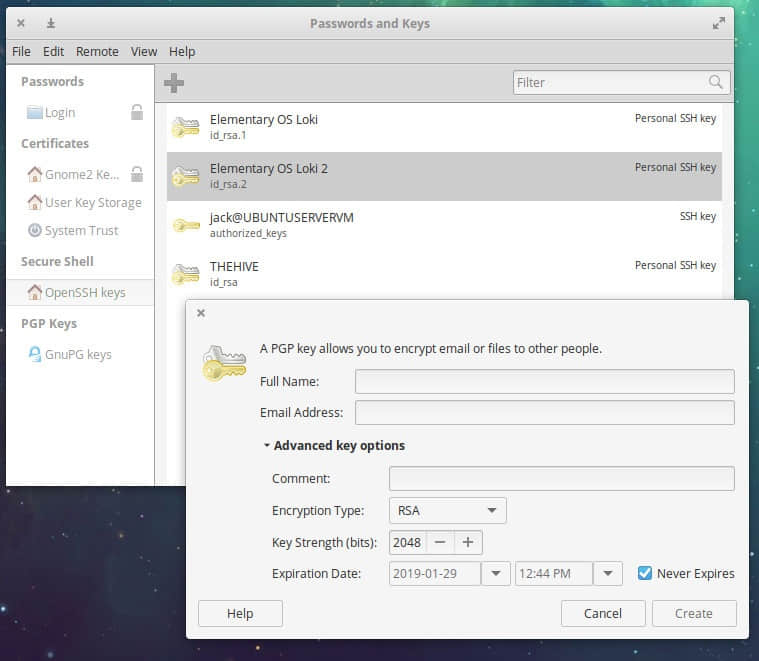 Passwords and Keys
File Edit Remote View Help
Passwords
Login
Certificates
Gnome2 Ke...
User Key Storage
System Trust
Secure Shell
OpenSSH keys
PGP Keys
GnuPG keys
Filter
Elementary OS Loki
Personal SSH key
id_rsa.1
Elementary OS Loki 2
Personal SSH key
id_rsa.2
jack@UBUNTUSERVERVM
SSH key
authorized_keys
THEHIVE
Personal SSH key
id_rsa
A PGP key allows you to encrypt email or files to other people.
Full Name:
Email Address:
Advanced key options
Comment:
Encryption Type: RSA
Key Strength (bits): 2048
Expiration Date: 2019-01-29 12:44 PM Never Expires
Help Cancel Create